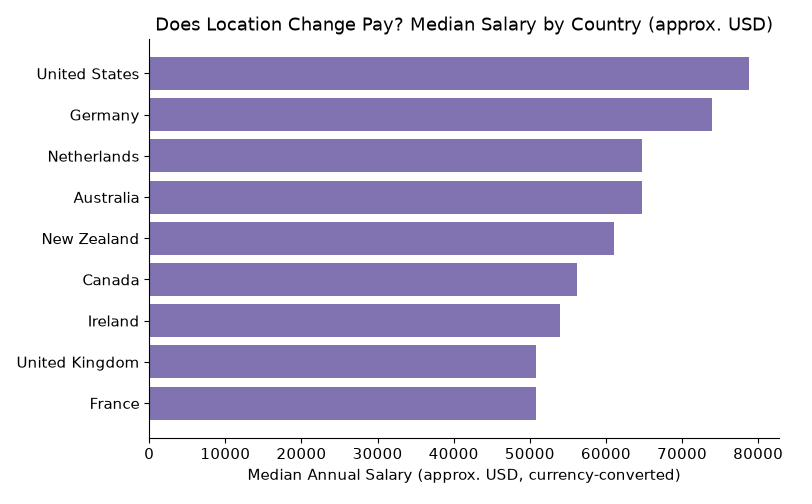 Does Location Change Pay? Median Salary by Country (approx. USD)
United States
Germany
Netherlands
Australia
New Zealand
Canada
Ireland
United Kingdom
France
0 10000 20000 30000 40000 50000 60000 70000 80000
Median Annual Salary (approx. USD, currency-converted)